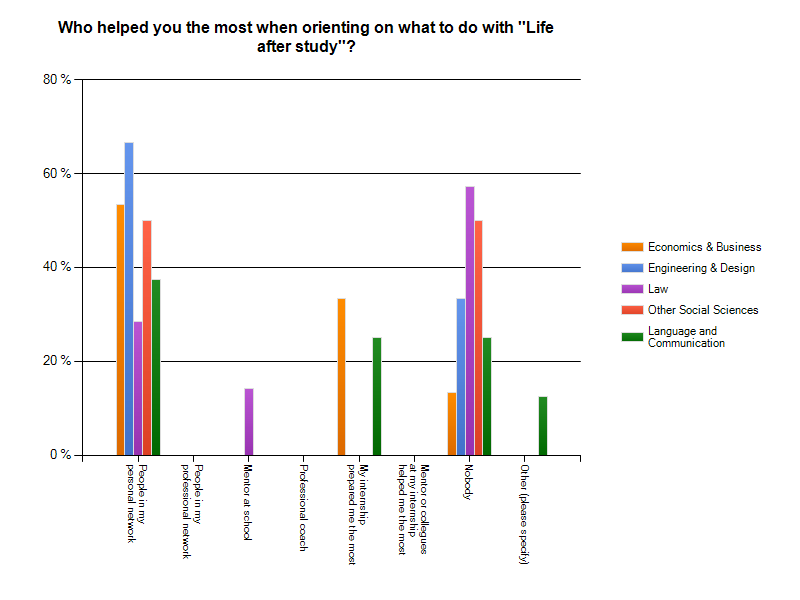 Who helped you the most when orienting on what to do with "Life
after study"?
80 %
60 %
40 %
20 %
0 %
Economics & Business
Engineering & Design
Law
Other Social Sciences
Language and
Communication
People in my
personal network
People in my
professional network
Mentor at school
Professional coach
My internship
prepared me the most
Mentor or collegues
at my internship
helped me the most
Nobody
Other (please specify)